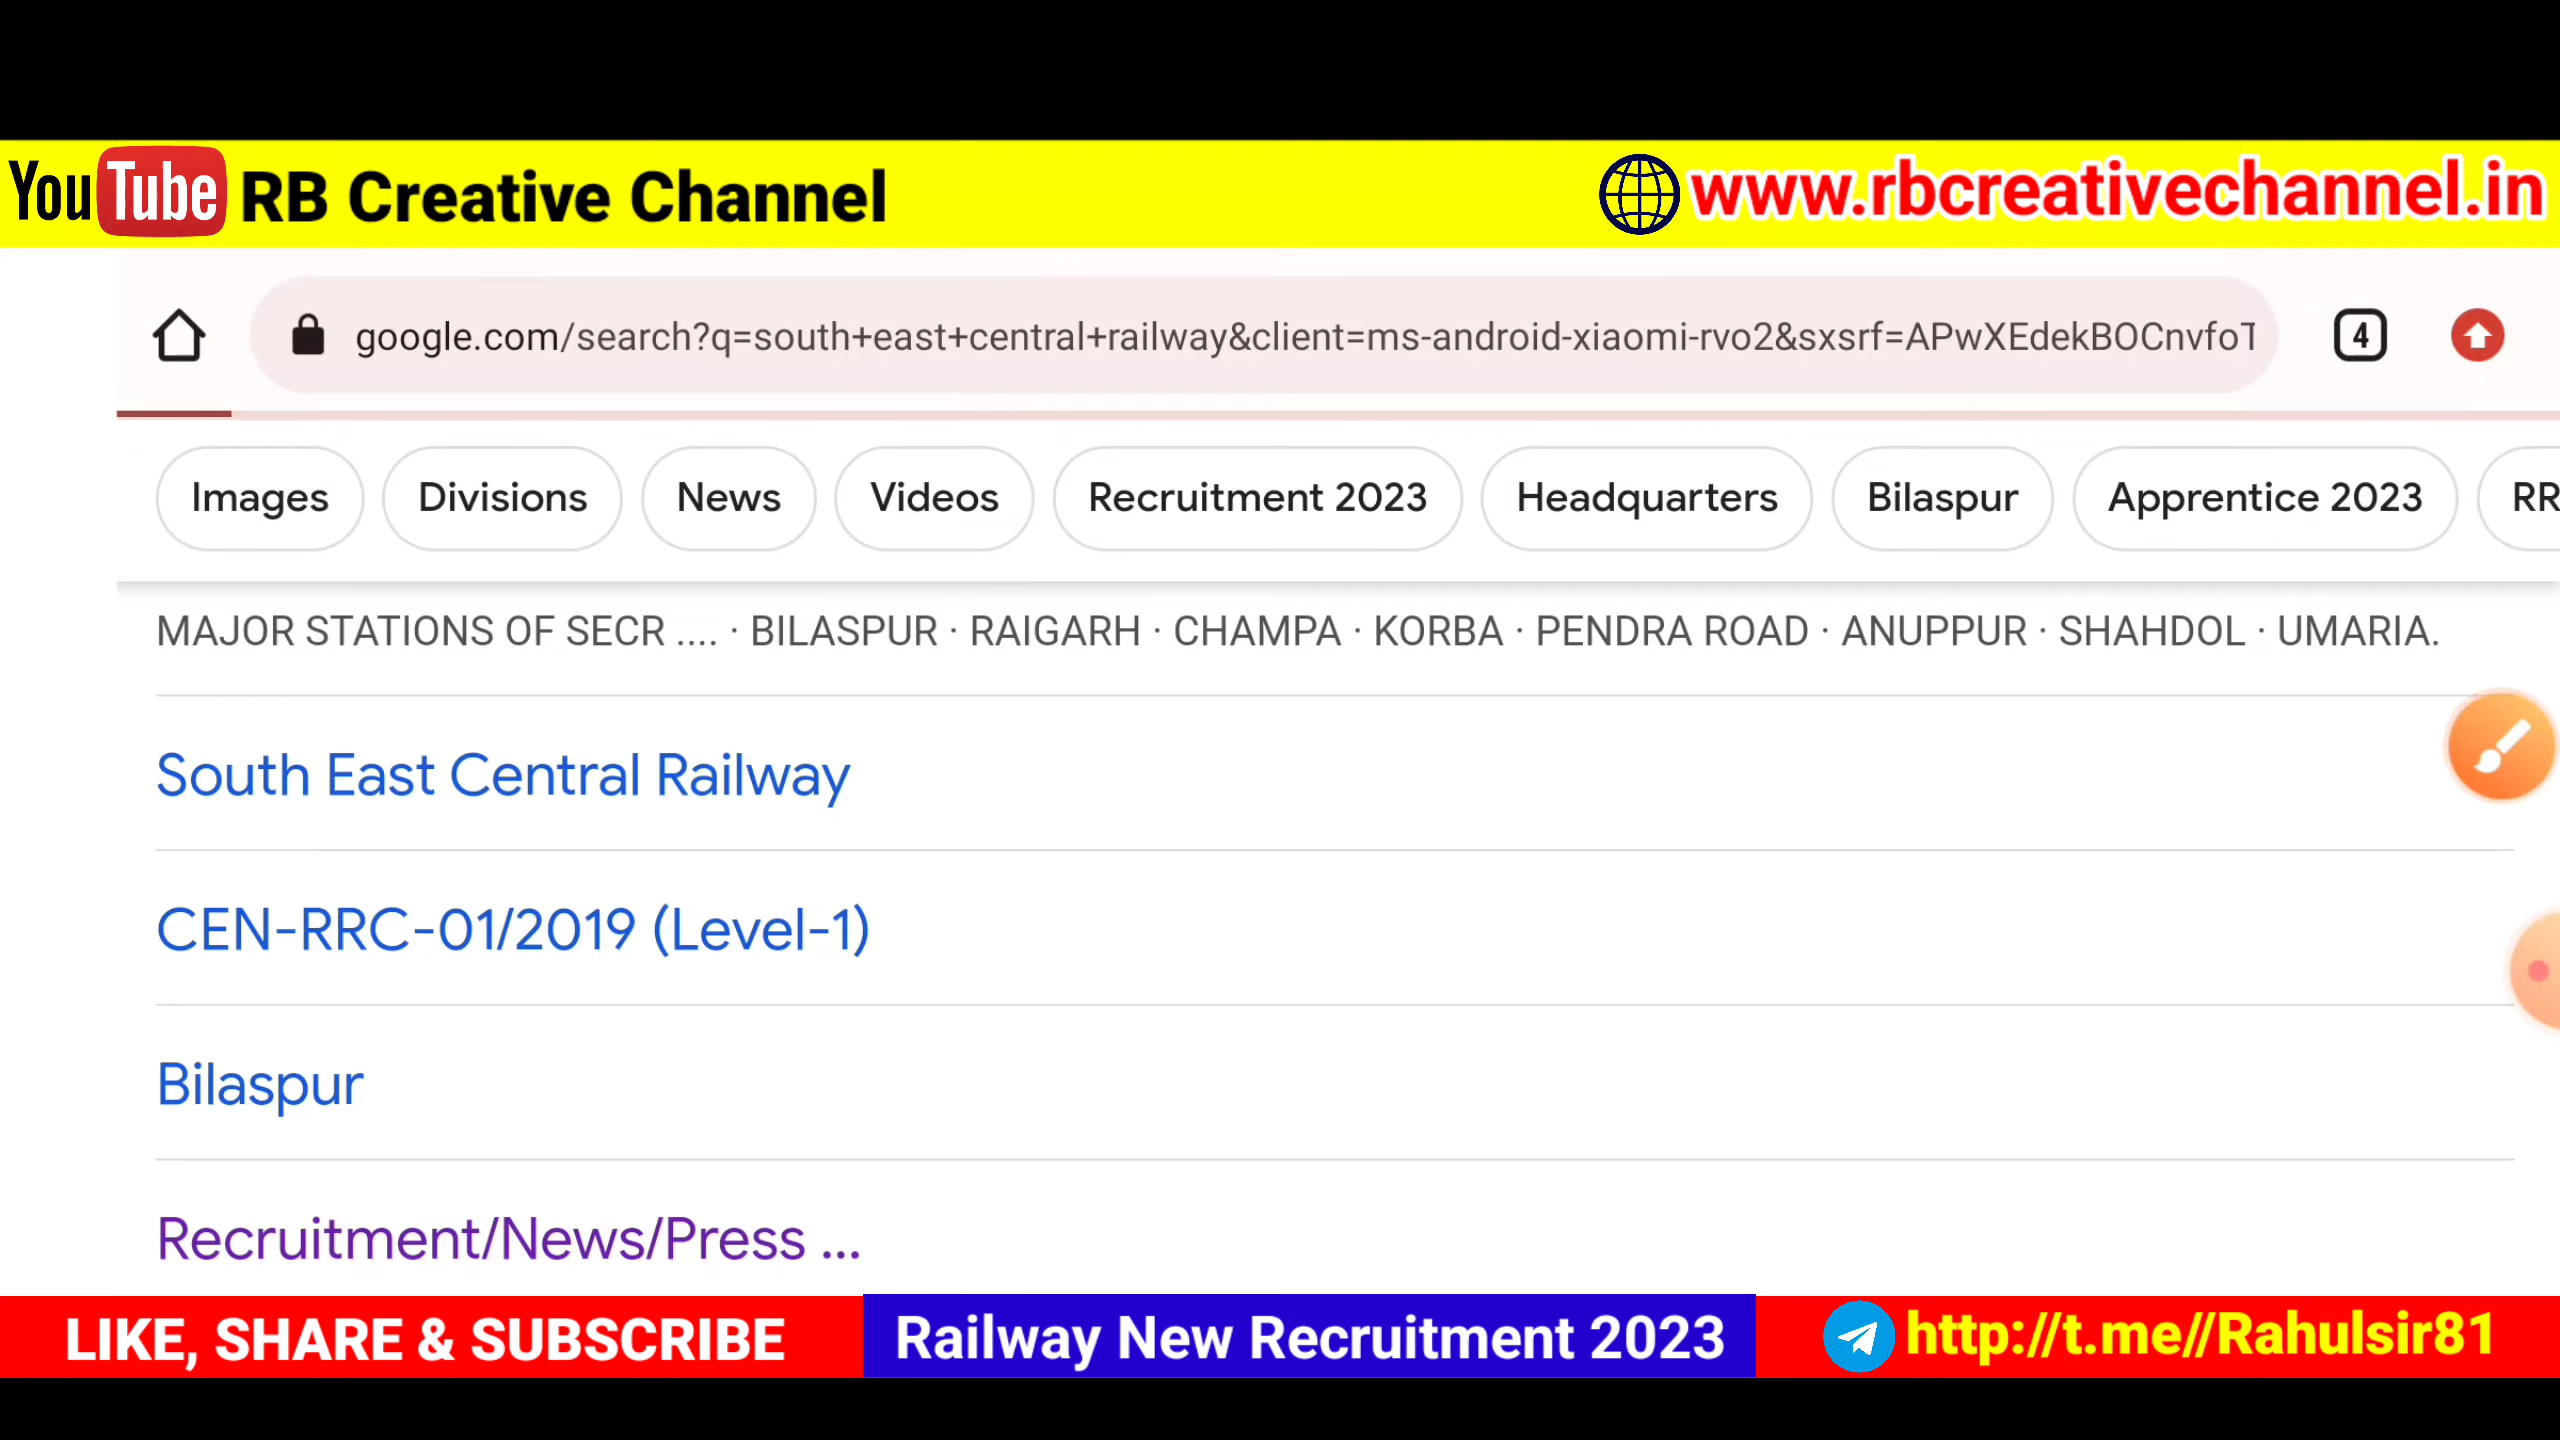 YouTube RB Creative Channel
www.rbcreativechannel.in
google.com/search?q=south+east+central+railway&client=ms-android-xiaomi-rvo2&sxsrf=APwXEdekBOCnvfoT
4
Images Divisions News Videos Recruitment 2023 Headquarters Bilaspur Apprentice 2023 RR
MAJOR STATIONS OF SECR .... · BILASPUR · RAIGARH · CHAMPA · KORBA · PENDRA ROAD · ANUPPUR · SHAHDOL · UMARIA.
South East Central Railway
CEN-RRC-01/2019 (Level-1)
Bilaspur
Recruitment/News/Press ...
LIKE, SHARE & SUBSCRIBE
Railway New Recruitment 2023
http://t.me//Rahulsir81